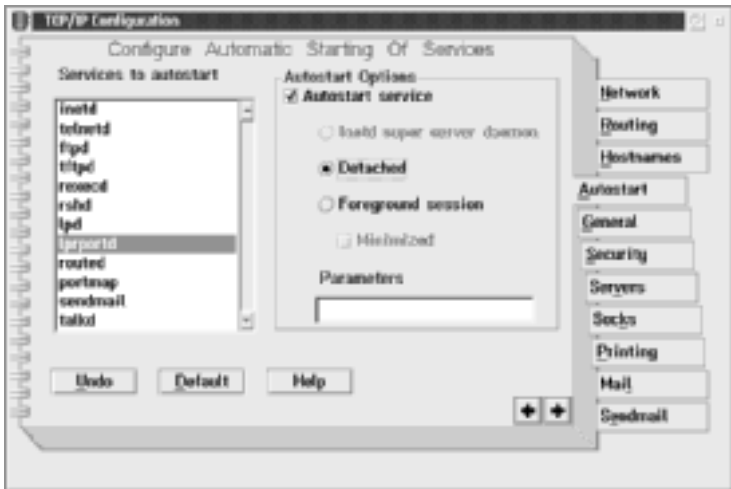 TCP/IP Configuration
Configure Automatic Starting Of Services
Services to autostart
inetd
telnetd
ftpd
tftpd
rexecd
rshd
lpd
lprportd
routed
portmap
sendmail
talkd
Autostart Options
Autostart service
Inetd super server daemon
Detached
Foreground session
Minimized
Parameters
Undo
Default
Help
Network
Routing
Hostnames
Autostart
General
Security
Servers
Socks
Printing
Mail
Sendmail